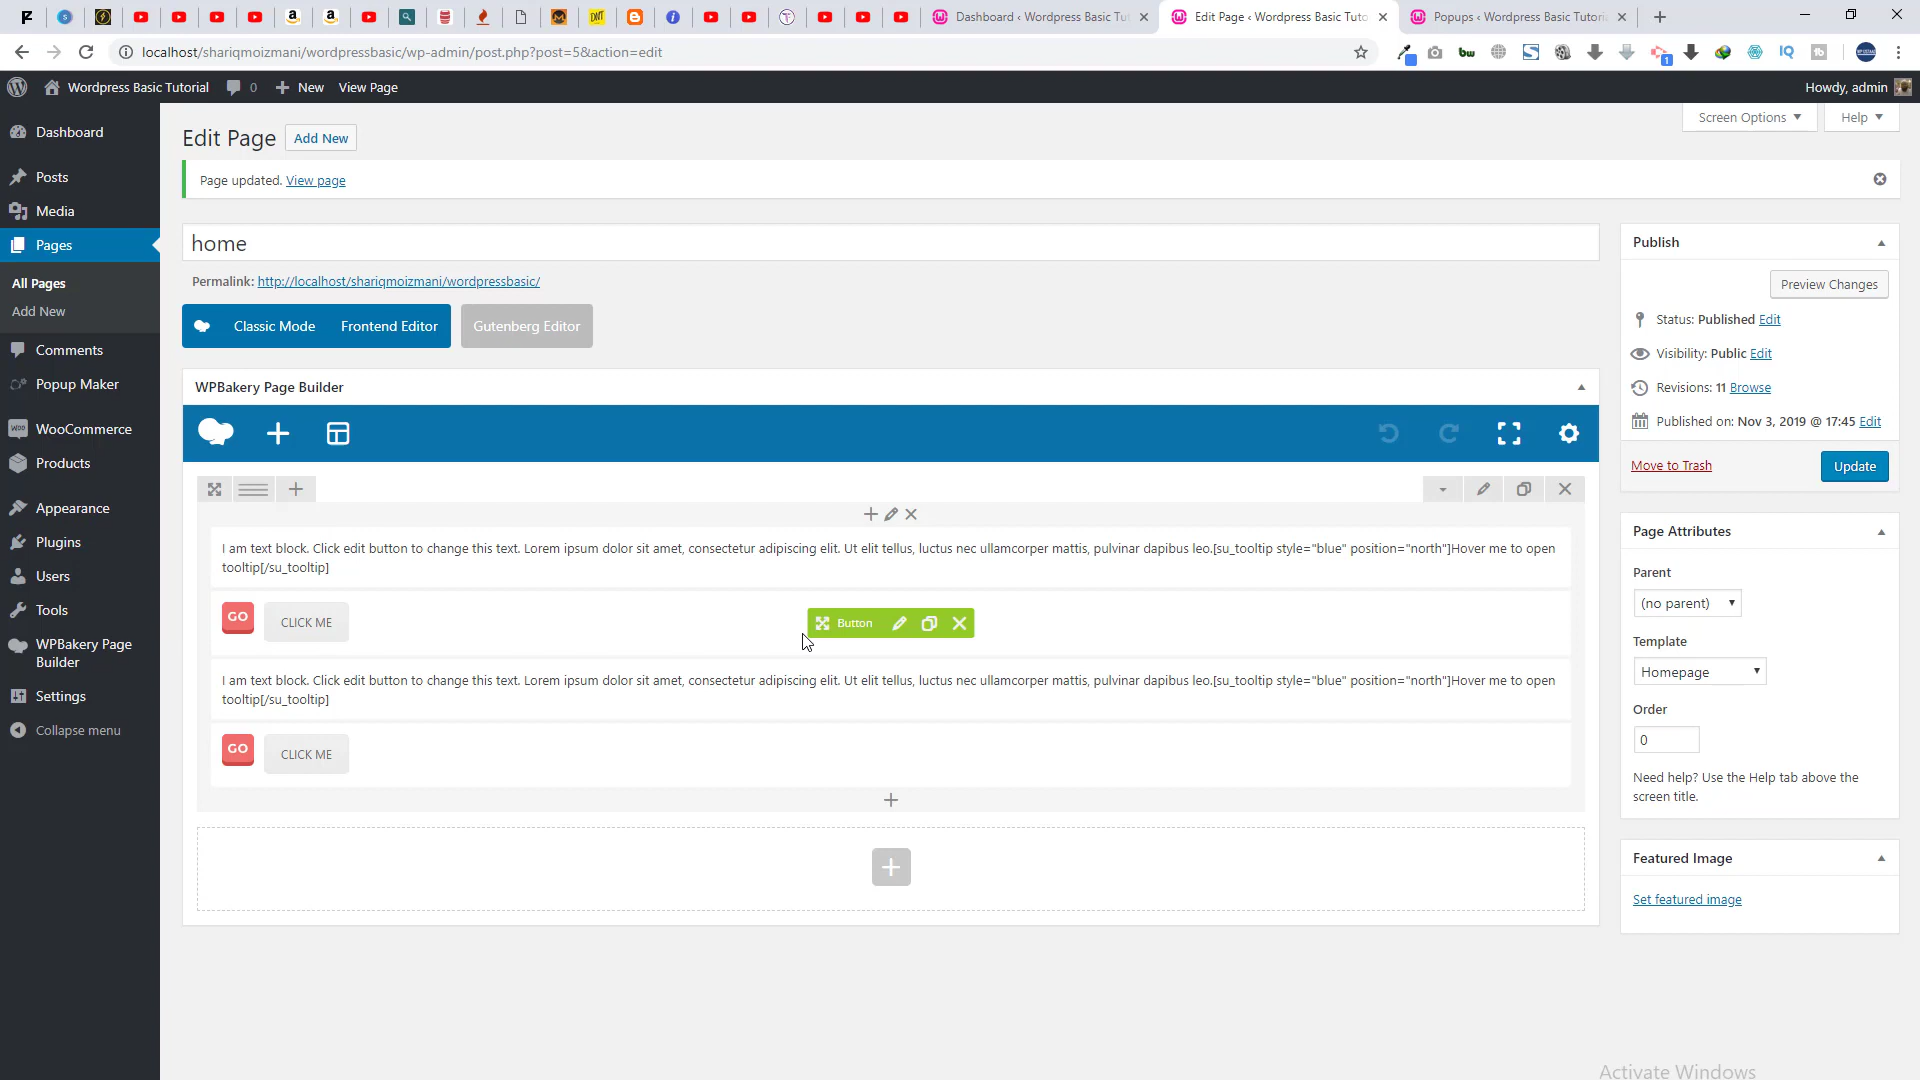 Dashboard ‹ Wordpress Basic Tut
Edit Page ‹ Wordpress Basic Tuto
Popups ‹ Wordpress Basic Tutori
localhost/shariqmoizmani/wordpressbasic/wp-admin/post.php?post=5&action=edit
Wordpress Basic Tutorial
0
New
View Page
Howdy, admin
Screen Options
Help
Dashboard
Posts
Media
Pages
All Pages
Add New
Comments
Popup Maker
WooCommerce
Products
Appearance
Plugins
Users
Tools
WPBakery Page
Builder
Settings
Collapse menu
Edit Page
Add New
Page updated. View page
home
Permalink: http://localhost/shariqmoizmani/wordpressbasic/
Classic Mode
Frontend Editor
Gutenberg Editor
WPBakery Page Builder
I am text block. Click edit button to change this text. Lorem ipsum dolor sit amet, consectetur adipiscing elit. Ut elit tellus, luctus nec ullamcorper mattis, pulvinar dapibus leo.[su_tooltip style="blue" position="north"]Hover me to open
tooltip[/su_tooltip]
GO
CLICK ME
Button
I am text block. Click edit button to change this text. Lorem ipsum dolor sit amet, consectetur adipiscing elit. Ut elit tellus, luctus nec ullamcorper mattis, pulvinar dapibus leo.[su_tooltip style="blue" position="north"]Hover me to open
tooltip[/su_tooltip]
GO
CLICK ME
Publish
Preview Changes
Status: Published Edit
Visibility: Public Edit
Revisions: 11 Browse
Published on: Nov 3, 2019 @ 17:45 Edit
Move to Trash
Update
Page Attributes
Parent
(no parent)
Template
Homepage
Order
0
Need help? Use the Help tab above the
screen title.
Featured Image
Set featured image
Activate Windows